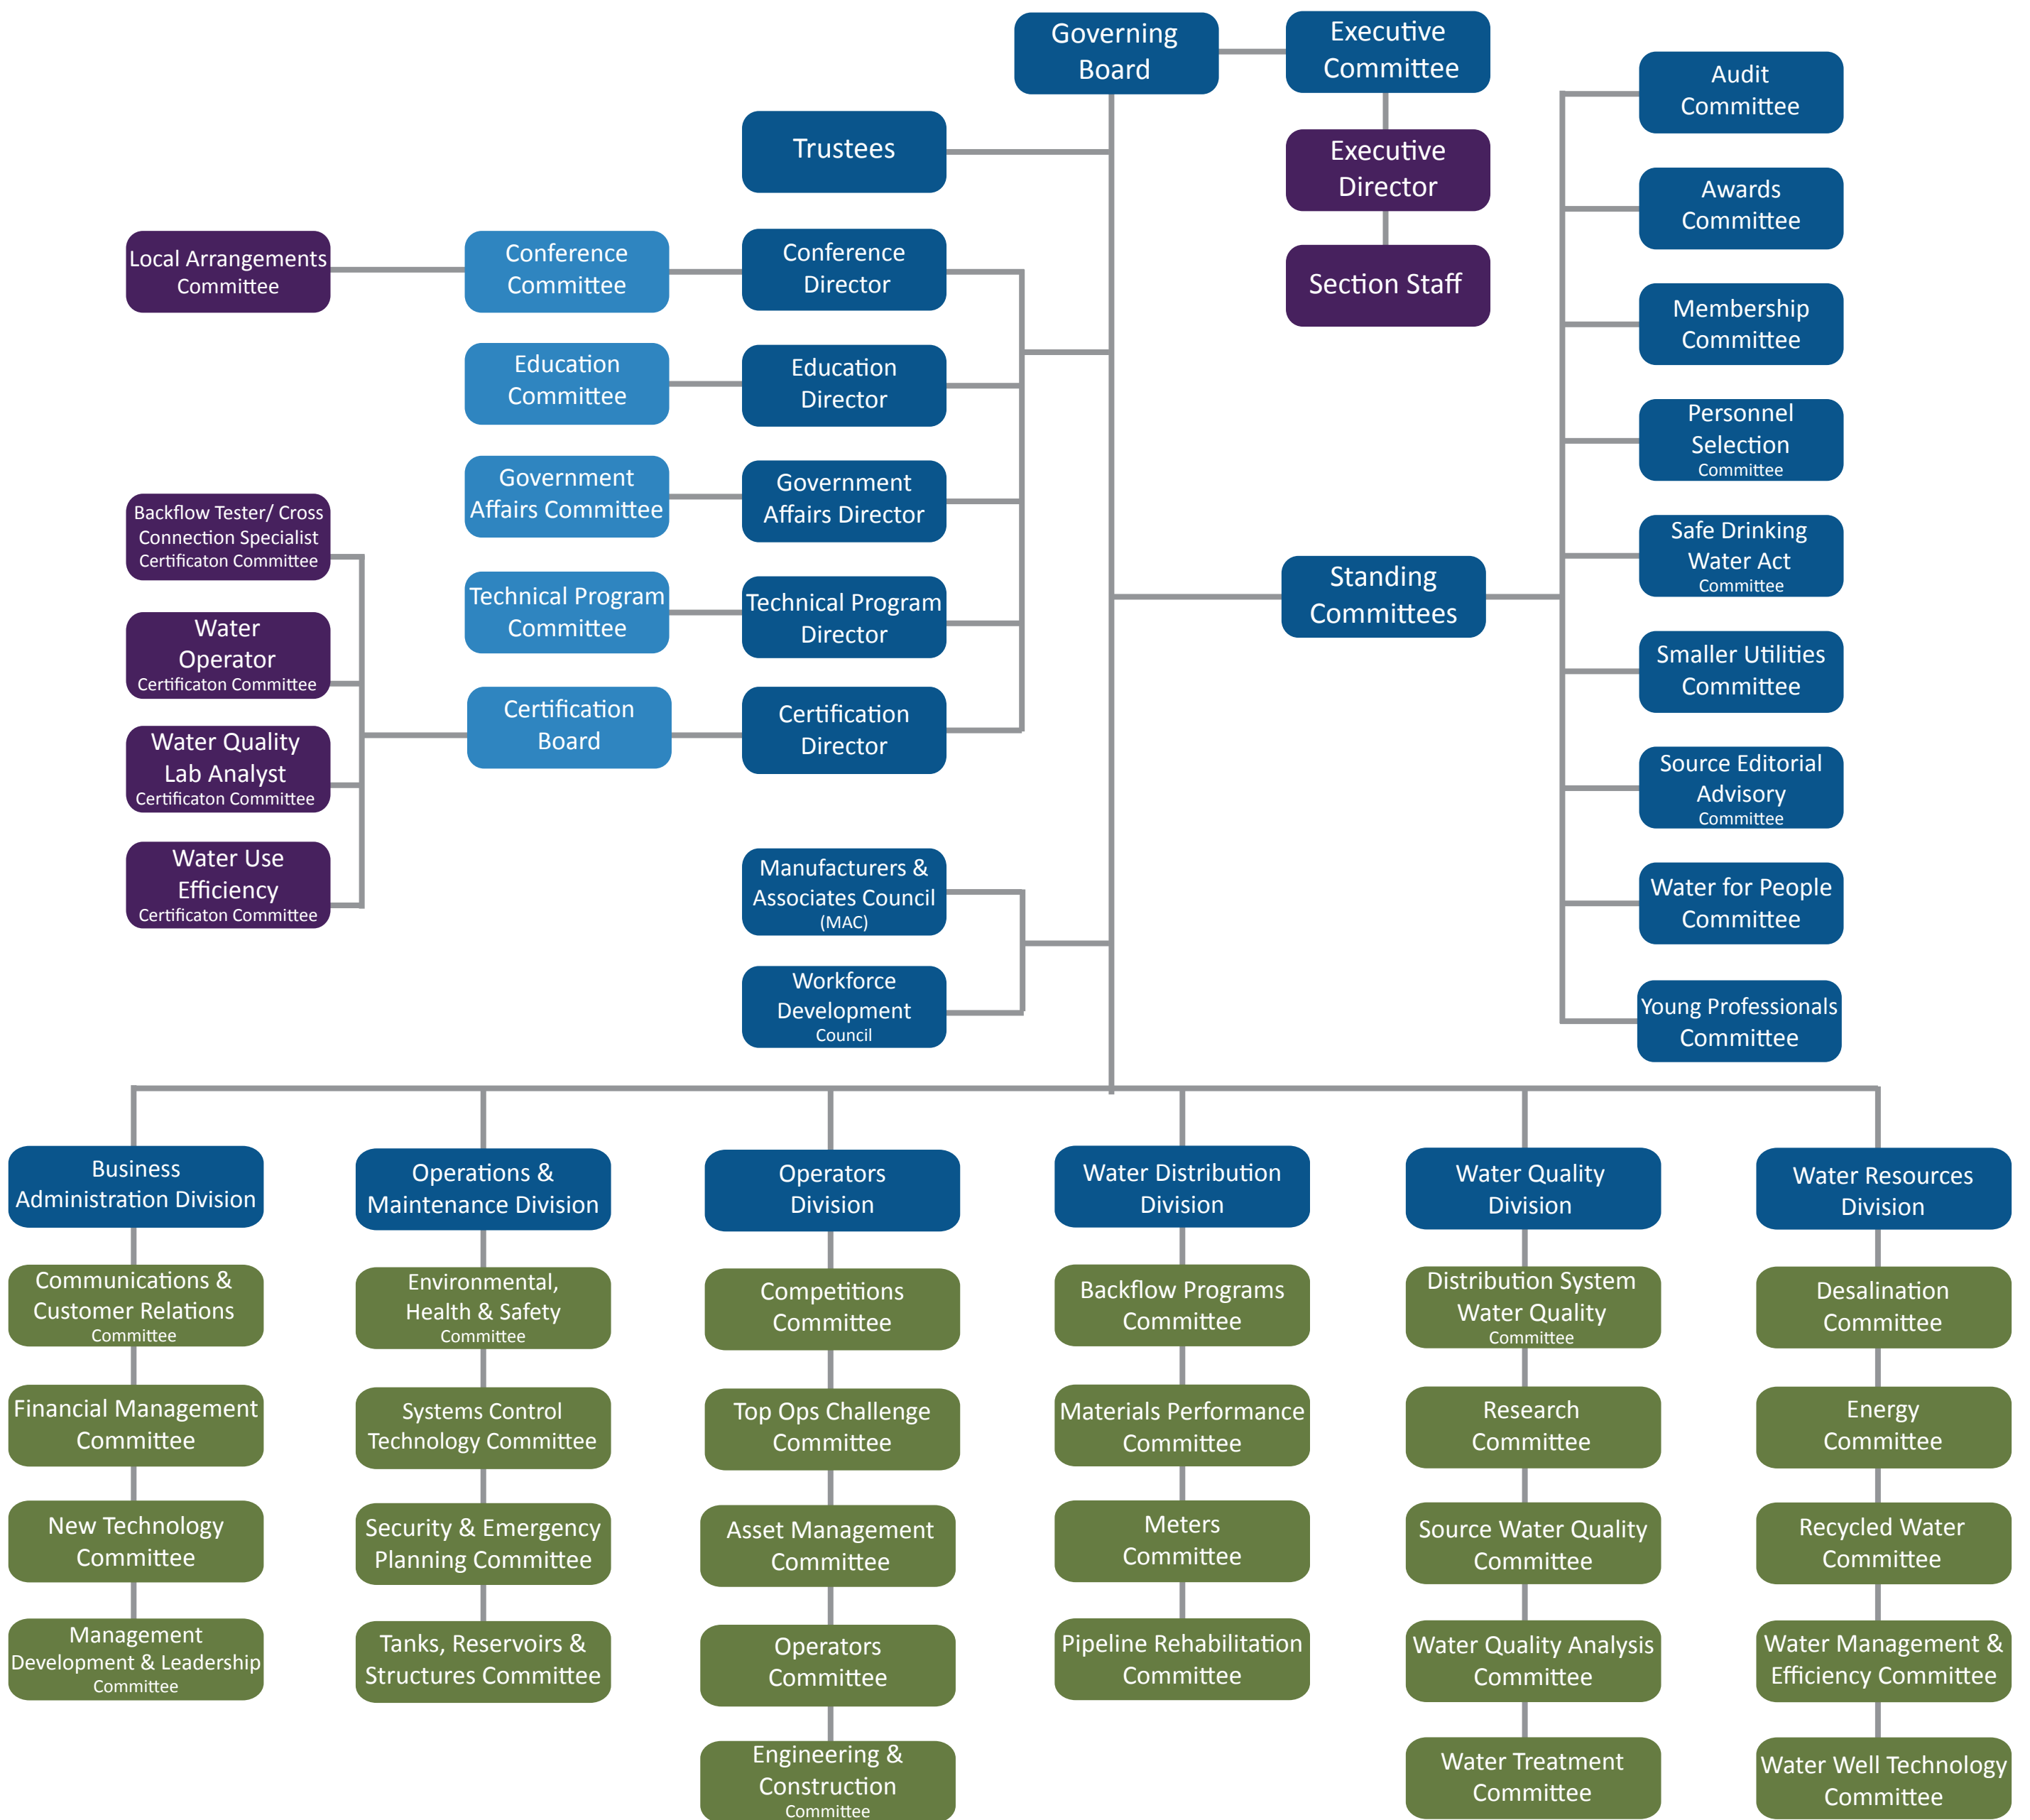 Governing
Board
Executive
Committee
Trustees
Executive
Director
Section Staff
Local Arrangements
Committee
Conference
Committee
Conference
Director
Education
Committee
Education
Director
Government
Affairs Committee
Government
Affairs Director
Technical Program
Committee
Technical Program
Director
Certification
Board
Certification
Director
Backflow Tester/ Cross
Connection Specialist
Certificaton Committee
Water
Operator
Certificaton Committee
Water Quality
Lab Analyst
Certificaton Committee
Water Use
Efficiency
Certificaton Committee
Manufacturers &
Associates Council
(MAC)
Workforce
Development
Council
Standing
Committees
Audit
Committee
Awards
Committee
Membership
Committee
Personnel
Selection
Committee
Safe Drinking
Water Act
Committee
Smaller Utilities
Committee
Source Editorial
Advisory
Committee
Water for People
Committee
Young Professionals
Committee
Business
Administration Division
Communications &
Customer Relations
Committee
Financial Management
Committee
New Technology
Committee
Management
Development & Leadership
Committee
Operations &
Maintenance Division
Environmental,
Health & Safety
Committee
Systems Control
Technology Committee
Security & Emergency
Planning Committee
Tanks, Reservoirs &
Structures Committee
Operators
Division
Competitions
Committee
Top Ops Challenge
Committee
Asset Management
Committee
Operators
Committee
Engineering &
Construction
Committee
Water Distribution
Division
Backflow Programs
Committee
Materials Performance
Committee
Meters
Committee
Pipeline Rehabilitation
Committee
Water Quality
Division
Distribution System
Water Quality
Committee
Research
Committee
Source Water Quality
Committee
Water Quality Analysis
Committee
Water Treatment
Committee
Water Resources
Division
Desalination
Committee
Energy
Committee
Recycled Water
Committee
Water Management &
Efficiency Committee
Water Well Technology
Committee